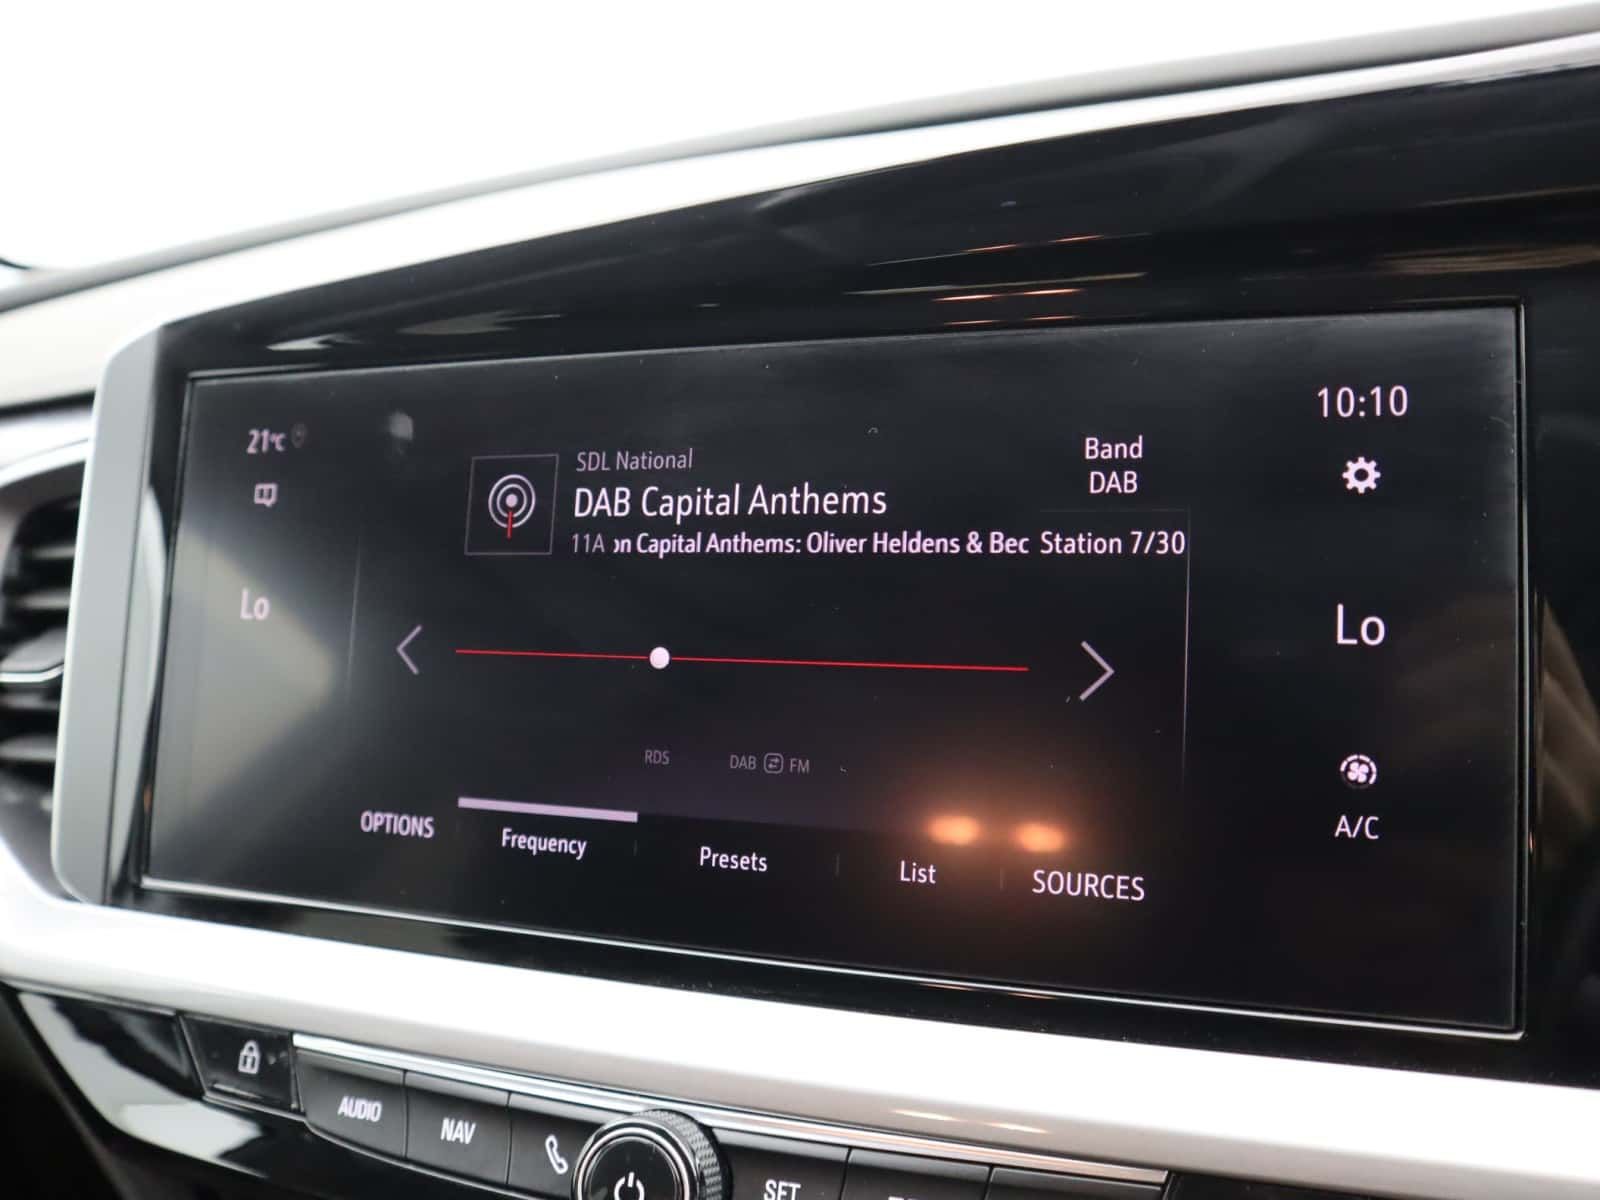 10:10
21°C
SDL National
Band
DAB
DAB Capital Anthems
11A on Capital Anthems: Oliver Heldens & Bec Station 7/30
Lo
Lo
RDS
DAB FM
A/C
OPTIONS
Frequency
Presets
List
SOURCES
AUDIO
NAV
SET